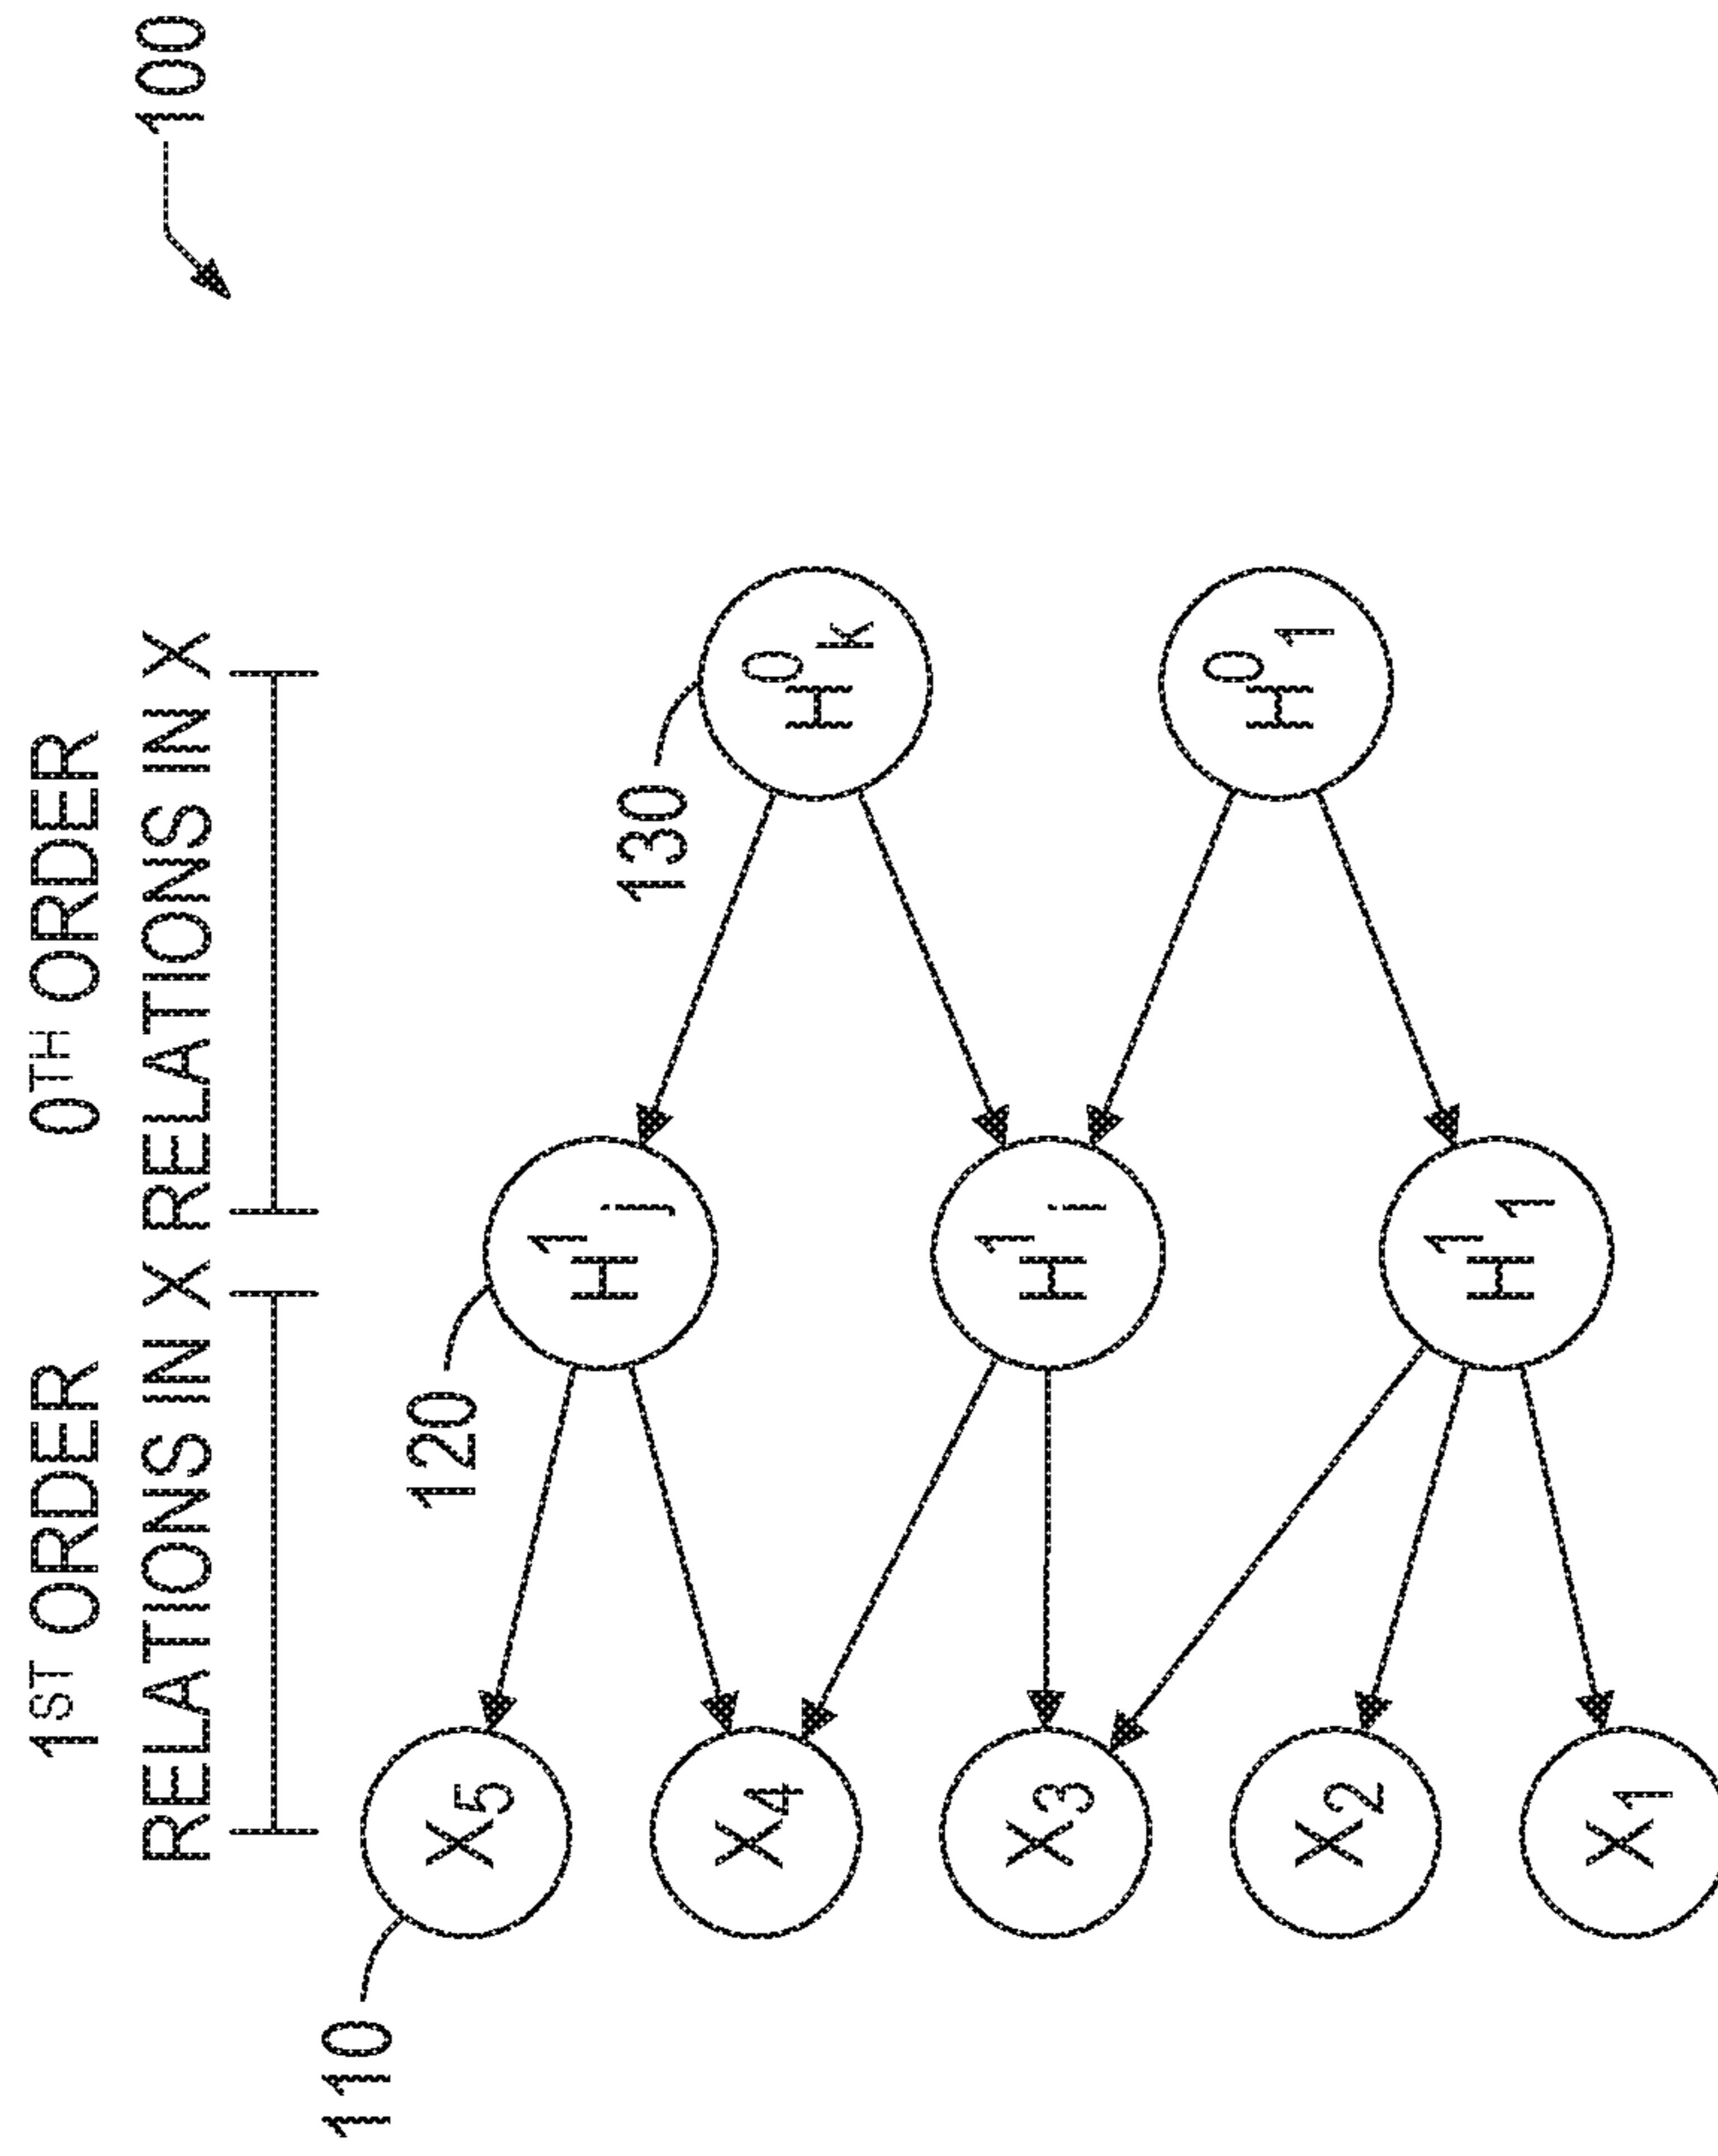 100
1ST ORDER
RELATIONS IN X
0TH ORDER
RELATIONS IN X
110
120
130
X5
X4
X3
X2
X1
H1j
H1i
H11
H0k
H01